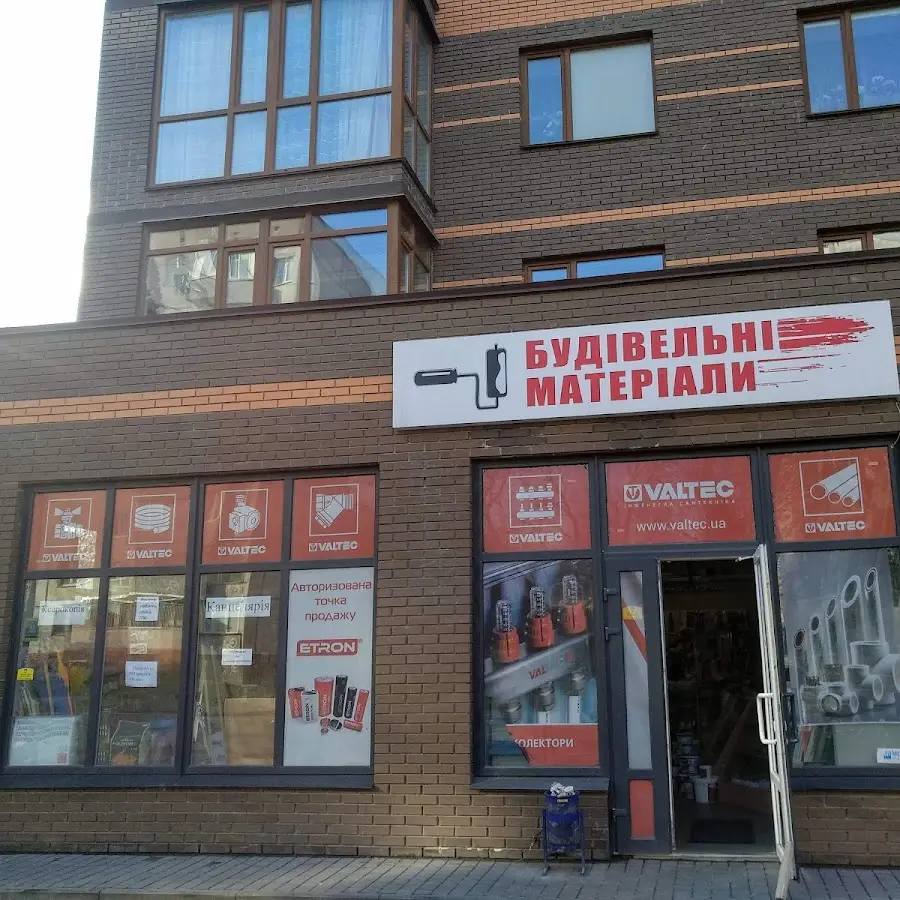 БУДІВЕЛЬНІ
МАТЕРІАЛИ
VALTEC
VALTEC
VALTEC
VALTEC
VALTEC
VALTEC
ІНЖЕНЕРНА САНТЕХНІКА
www.valtec.ua
VALTEC
Ксерокопія
Канцелярія
Авторизована
точка
продажу
ETRON
VALTEC
КОЛЕКТОРИ